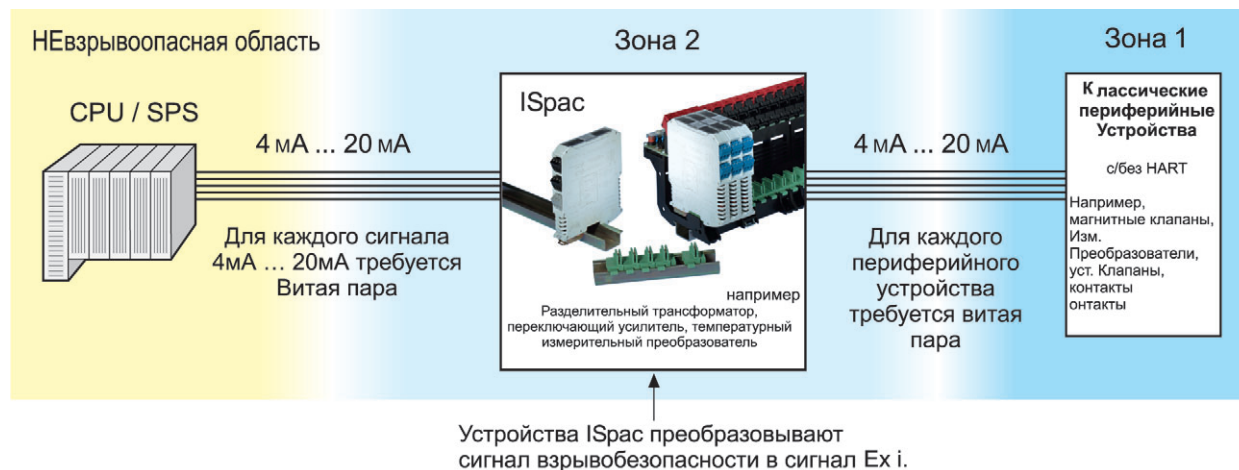 НЕвзрывоопасная область
Зона 2
Зона 1
CPU / SPS
4 мА ... 20 мА
Для каждого сигнала
4мА ... 20мА требуется
Витая пара
ISpac
например
Разделительный трансформатор,
переключающий усилитель, температурный
измерительный преобразователь
4 мА ... 20 мА
Для каждого
периферийного
устройства
требуется витая
пара
К лассические
периферийные
Устройства
с/без HART
Например,
магнитные клапаны,
Изм.
Преобразователи,
уст. Клапаны,
контакты
онтакты
Устройства ISpac преобразовывают
сигнал взрывобезопасности в сигнал Ex i.